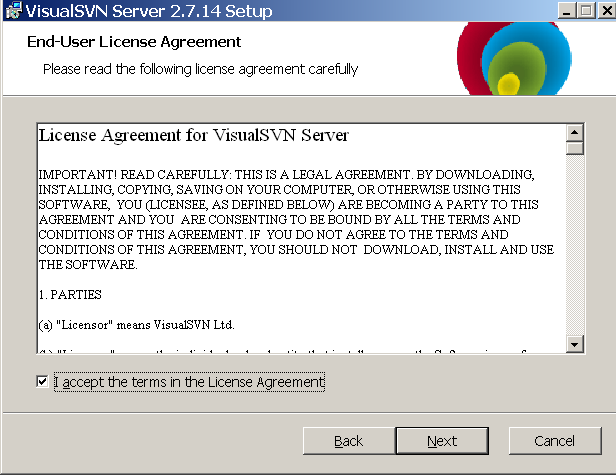 VisualSVN Server 2.7.14 Setup
End-User License Agreement
Please read the following license agreement carefully
License Agreement for VisualSVN Server
IMPORTANT! READ CAREFULLY: THIS IS A LEGAL AGREEMENT. BY DOWNLOADING,
INSTALLING, COPYING, SAVING ON YOUR COMPUTER, OR OTHERWISE USING THIS
SOFTWARE, YOU (LICENSEE, AS DEFINED BELOW) ARE BECOMING A PARTY TO THIS
AGREEMENT AND YOU ARE CONSENTING TO BE BOUND BY ALL THE TERMS AND
CONDITIONS OF THIS AGREEMENT. IF YOU DO NOT AGREE TO THE TERMS AND
CONDITIONS OF THIS AGREEMENT, YOU SHOULD NOT DOWNLOAD, INSTALL AND USE
THE SOFTWARE.
1. PARTIES
(a) "Licensor" means VisualSVN Ltd.
I accept the terms in the License Agreement
Back
Next
Cancel